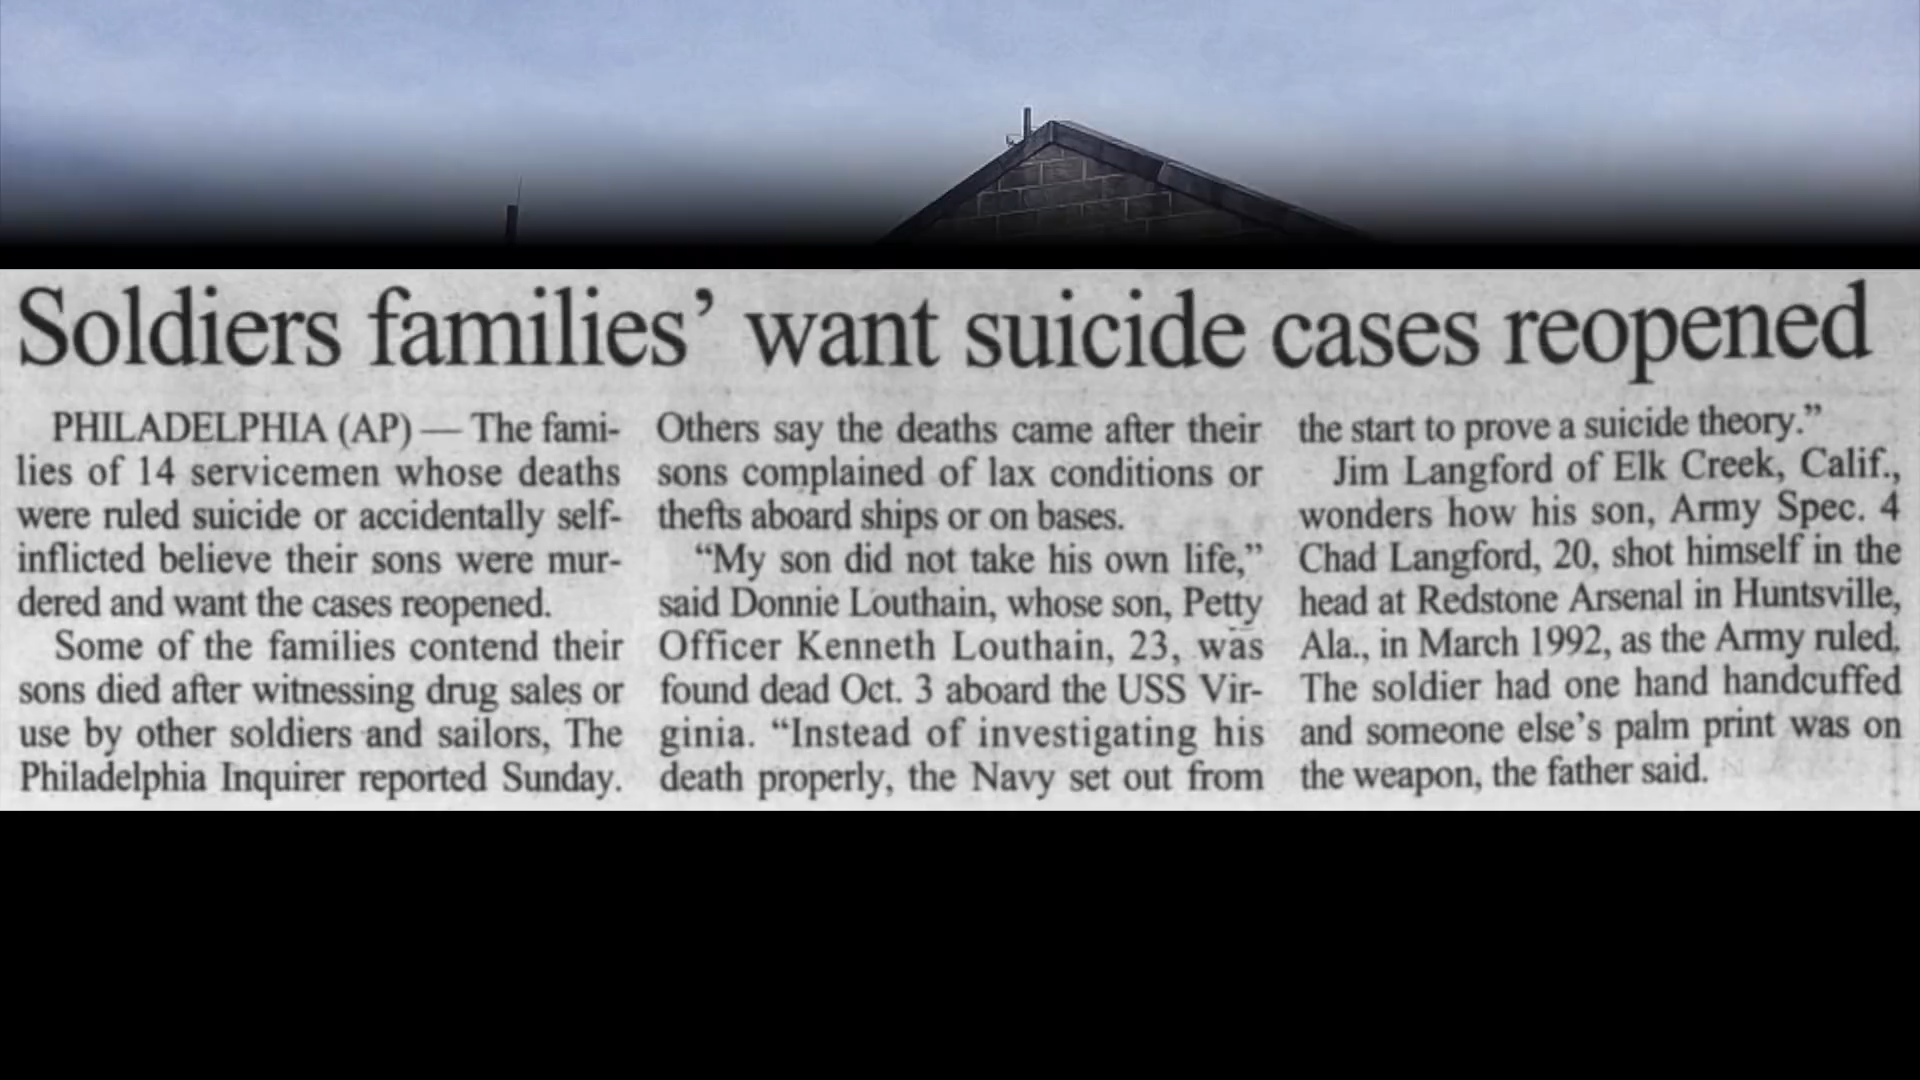 Soldiers families’ want suicide cases reopened
PHILADELPHIA (AP) — The fami-
lies of 14 servicemen whose deaths
were ruled suicide or accidentally self-
inflicted believe their sons were mur-
dered and want the cases reopened.
Some of the families contend their
sons died after witnessing drug sales or
use by other soldiers and sailors, The
Philadelphia Inquirer reported Sunday.
Others say the deaths came after their
sons complained of lax conditions or
thefts aboard ships or on bases.
“My son did not take his own life,”
said Donnie Louthain, whose son, Petty
Officer Kenneth Louthain, 23, was
found dead Oct. 3 aboard the USS Vir-
ginia. “Instead of investigating his
death properly, the Navy set out from
the start to prove a suicide theory.”
Jim Langford of Elk Creek, Calif.,
wonders how his son, Army Spec. 4
Chad Langford, 20, shot himself in the
head at Redstone Arsenal in Huntsville,
Ala., in March 1992, as the Army ruled.
The soldier had one hand handcuffed
and someone else’s palm print was on
the weapon, the father said.